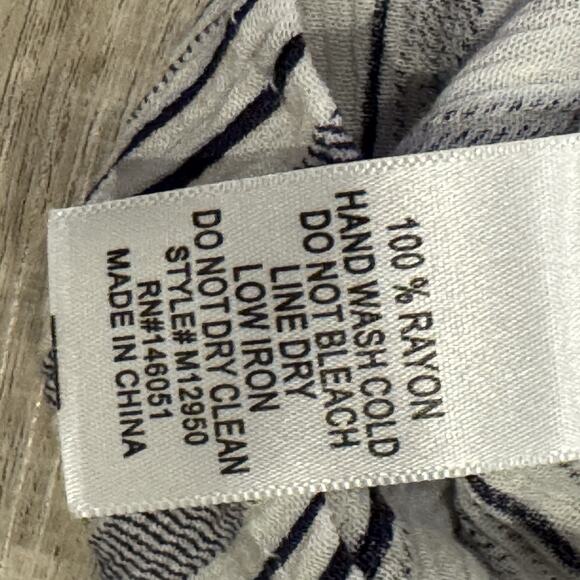 100 % RAYON
HAND WASH COLD
DO NOT BLEACH
LINE DRY
LOW IRON
DO NOT DRY CLEAN
STYLE# M12950
RN#146051
MADE IN CHINA